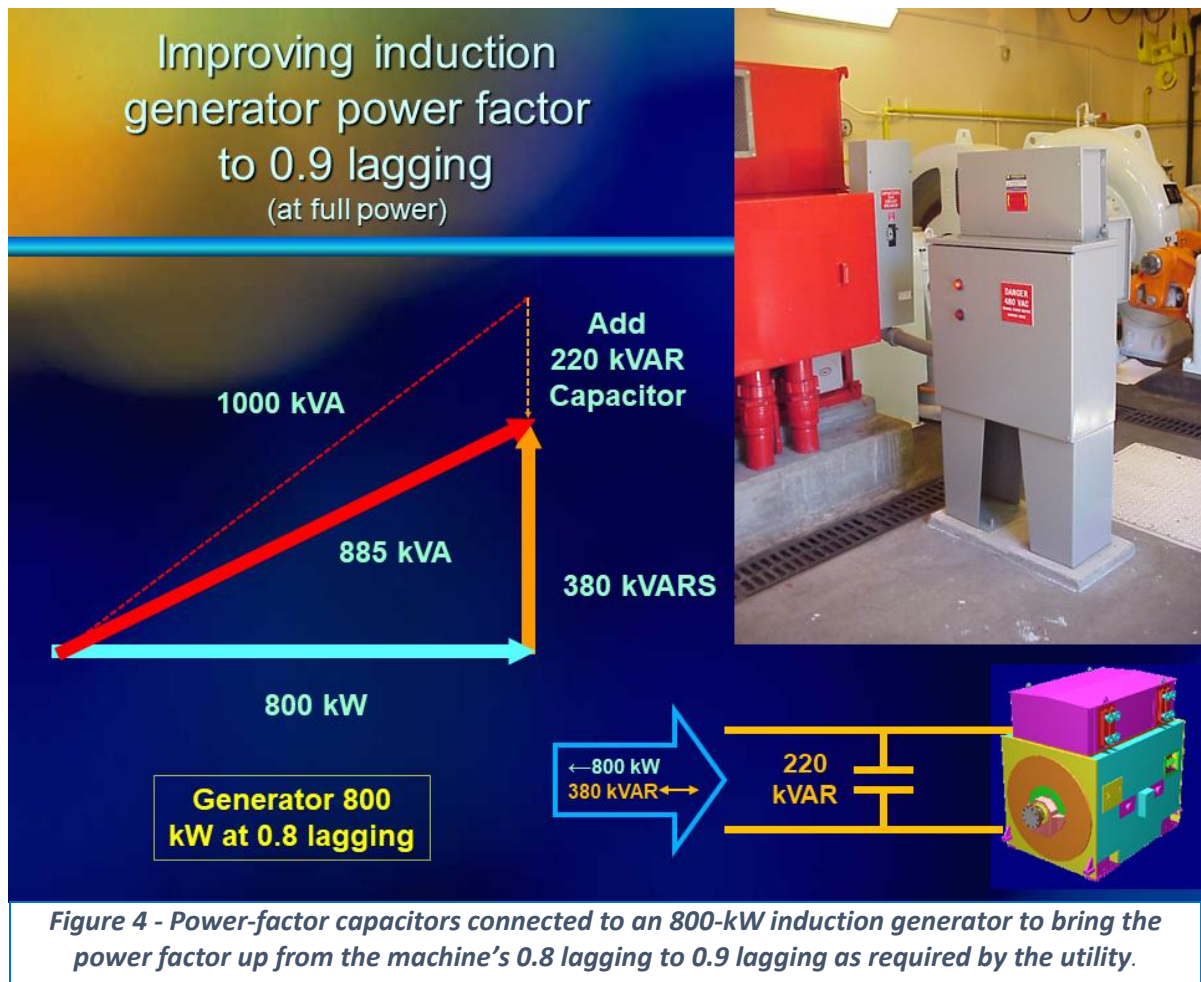 Improving induction
generator power factor
to 0.9 lagging
(at full power)
1000 kVA
Add
220 kVAR
Capacitor
885 kVA
380 kVARS
800 kW
Generator 800
kW at 0.8 lagging
←800 kW
380 kVAR↔
220
kVAR
DANGER
480 VAC
Figure 4 - Power-factor capacitors connected to an 800-kW induction generator to bring the
power factor up from the machine's 0.8 lagging to 0.9 lagging as required by the utility.